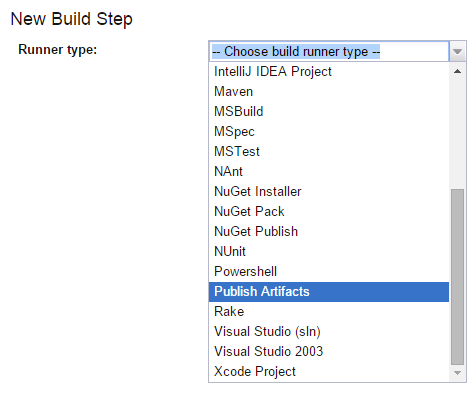 New Build Step
Runner type:
-- Choose build runner type --
IntelliJ IDEA Project
Maven
MSBuild
MSpec
MSTest
NAnt
NuGet Installer
NuGet Pack
NuGet Publish
NUnit
Powershell
Publish Artifacts
Rake
Visual Studio (sln)
Visual Studio 2003
Xcode Project